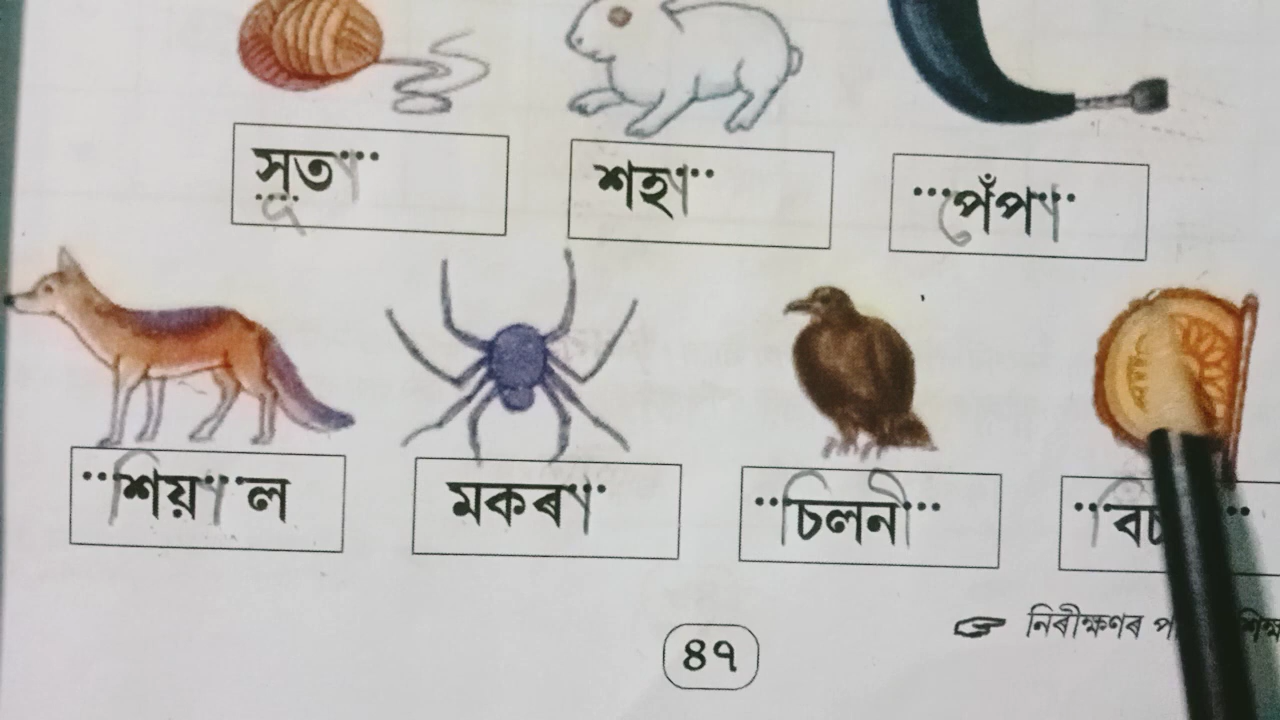 সূতা
শহা
পেঁপা
শিয়াল
মকৰা
চিলনী
৪৭
☞ নিৰীক্ষণৰ